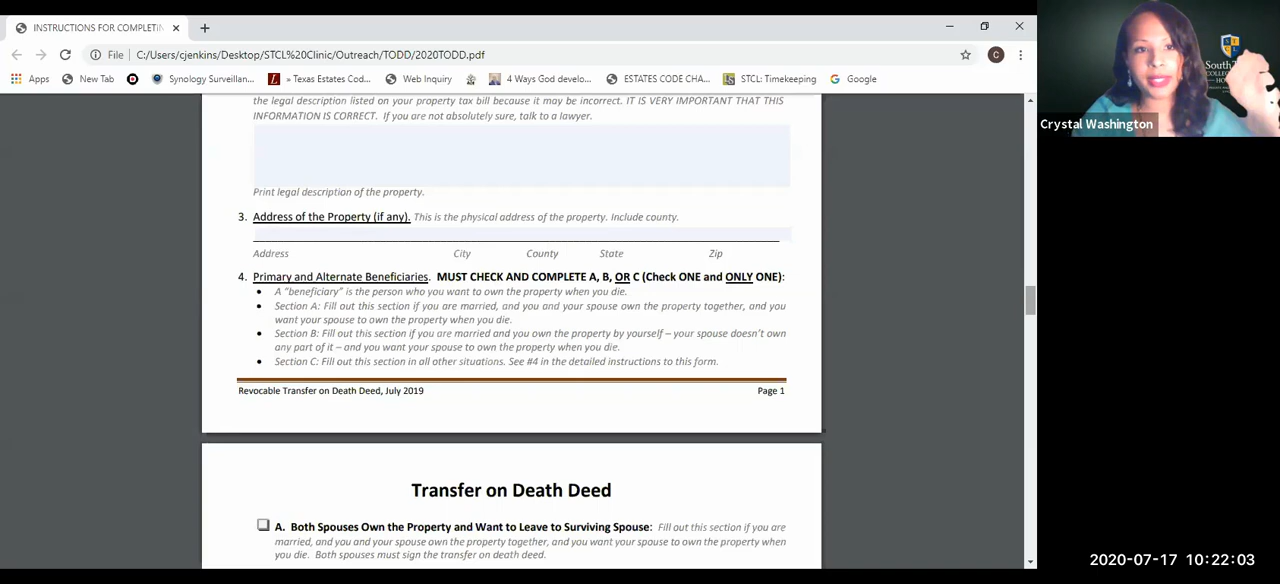 INSTRUCTIONS FOR COMPLETIN
File
C:/Users/cjenkins/Desktop/STCL%20Clinic/Outreach/TODD/2020TODD.pdf
C
Apps
New Tab
Synology Surveillan...
» Texas Estates Cod...
Web Inquiry
4 Ways God develo...
ESTATES CODE CHA...
STCL: Timekeeping
Google
the legal description listed on your property tax bill because it may be incorrect. IT IS VERY IMPORTANT THAT THIS
INFORMATION IS CORRECT. If you are not absolutely sure, talk to a lawyer.
Print legal description of the property.
3. Address of the Property (if any). This is the physical address of the property. Include county.
Address City County State Zip
4. Primary and Alternate Beneficiaries. MUST CHECK AND COMPLETE A, B, OR C (Check ONE and ONLY ONE):
• A “beneficiary” is the person who you want to own the property when you die.
• Section A: Fill out this section if you are married, and you and your spouse own the property together, and you
want your spouse to own the property when you die.
• Section B: Fill out this section if you are married and you own the property by yourself – your spouse doesn’t own
any part of it – and you want your spouse to own the property when you die.
• Section C: Fill out this section in all other situations. See #4 in the detailed instructions to this form.
Revocable Transfer on Death Deed, July 2019 Page 1
Transfer on Death Deed
A. Both Spouses Own the Property and Want to Leave to Surviving Spouse: Fill out this section if you are
married, and you and your spouse own the property together, and you want your spouse to own the property when
you die. Both spouses must sign the transfer on death deed.
Crystal Washington
2020-07-17 10:22:03